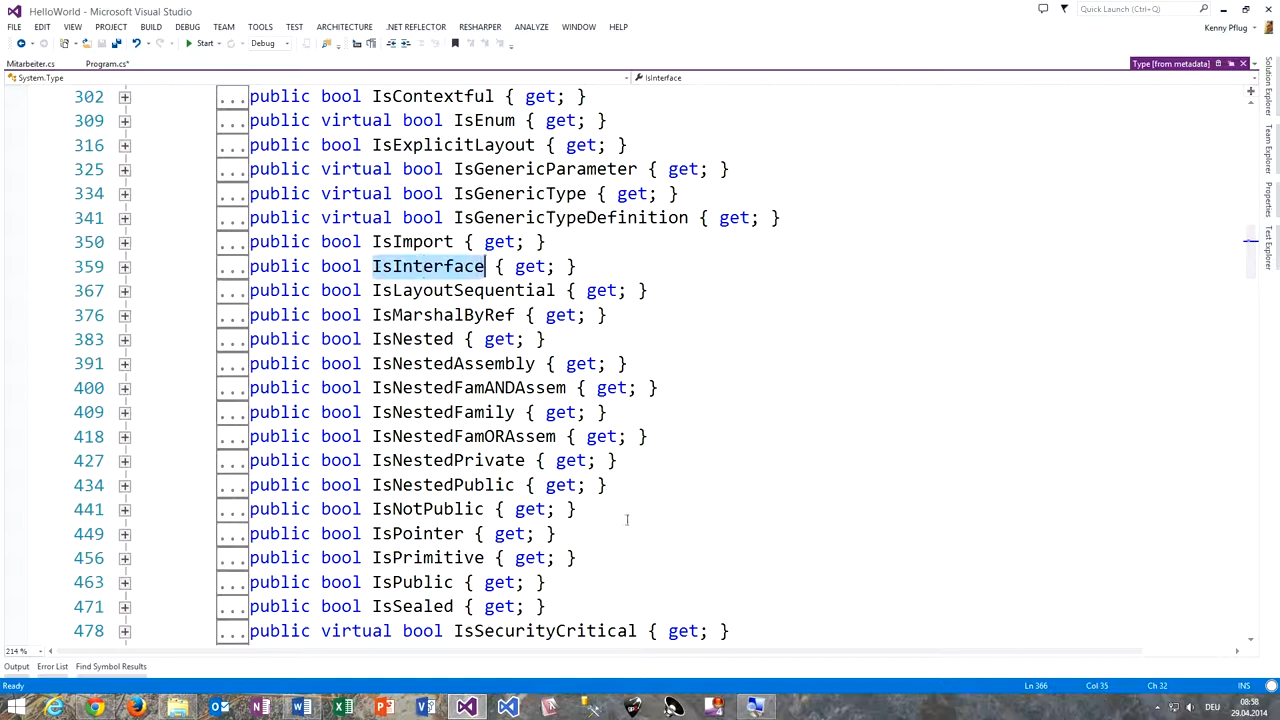 HelloWorld - Microsoft Visual Studio
Quick Launch (Ctrl+Q)
FILE EDIT VIEW PROJECT BUILD DEBUG TEAM TOOLS TEST ARCHITECTURE .NET REFLECTOR RESHARPER ANALYZE WINDOW HELP
Kenny Pflug
Start Debug
Mitarbeiter.cs Program.cs* Type [from metadata]
System.Type IsInterface
302 ...public bool IsContextful { get; }
309 ...public virtual bool IsEnum { get; }
316 ...public bool IsExplicitLayout { get; }
325 ...public virtual bool IsGenericParameter { get; }
334 ...public virtual bool IsGenericType { get; }
341 ...public virtual bool IsGenericTypeDefinition { get; }
350 ...public bool IsImport { get; }
359 ...public bool IsInterface { get; }
367 ...public bool IsLayoutSequential { get; }
376 ...public bool IsMarshalByRef { get; }
383 ...public bool IsNested { get; }
391 ...public bool IsNestedAssembly { get; }
400 ...public bool IsNestedFamANDAssem { get; }
409 ...public bool IsNestedFamily { get; }
418 ...public bool IsNestedFamORAssem { get; }
427 ...public bool IsNestedPrivate { get; }
434 ...public bool IsNestedPublic { get; }
441 ...public bool IsNotPublic { get; }
449 ...public bool IsPointer { get; }
456 ...public bool IsPrimitive { get; }
463 ...public bool IsPublic { get; }
471 ...public bool IsSealed { get; }
478 ...public virtual bool IsSecurityCritical { get; }
Solution Explorer
Team Explorer
Properties
Test Explorer
214 %
Output Error List Find Symbol Results
Ready Ln 366 Col 35 Ch 32 INS
DEU 08:58
29.04.2014